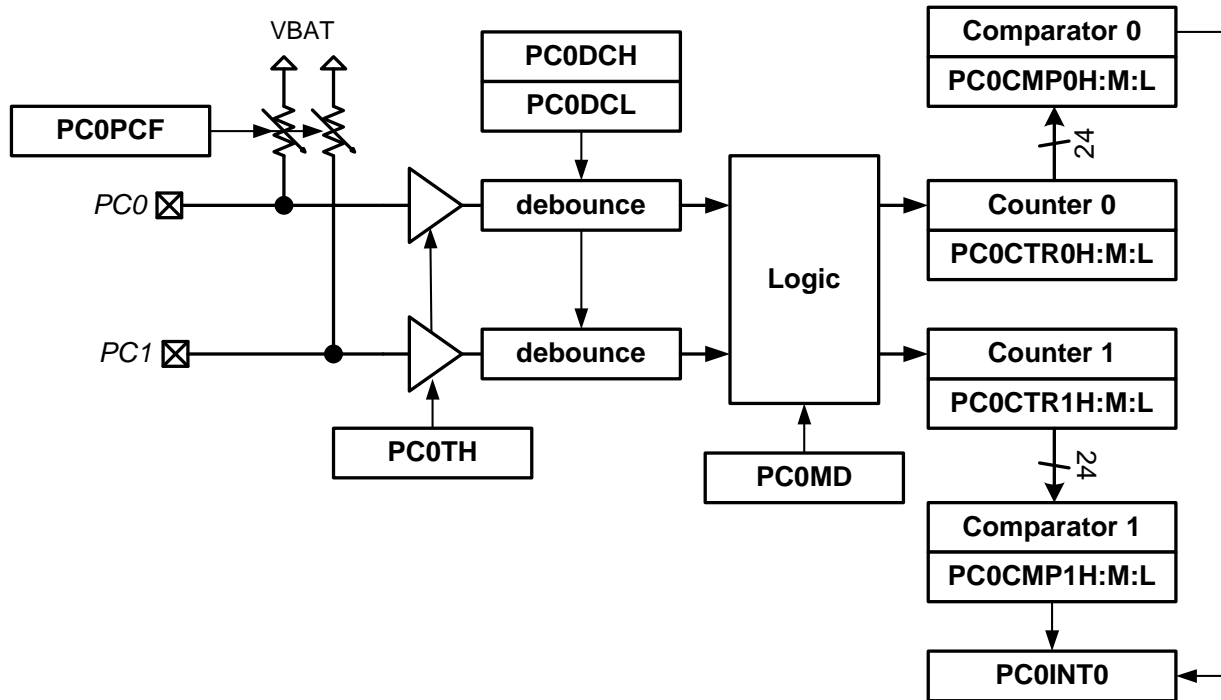 VBAT
PC0PCF
PC0
PC1
PC0DCH
PC0DCL
debounce
debounce
PC0TH
Logic
PC0MD
Comparator 0
PC0CMP0H:M:L
24
Counter 0
PC0CTR0H:M:L
Counter 1
PC0CTR1H:M:L
24
Comparator 1
PC0CMP1H:M:L
PC0INT0